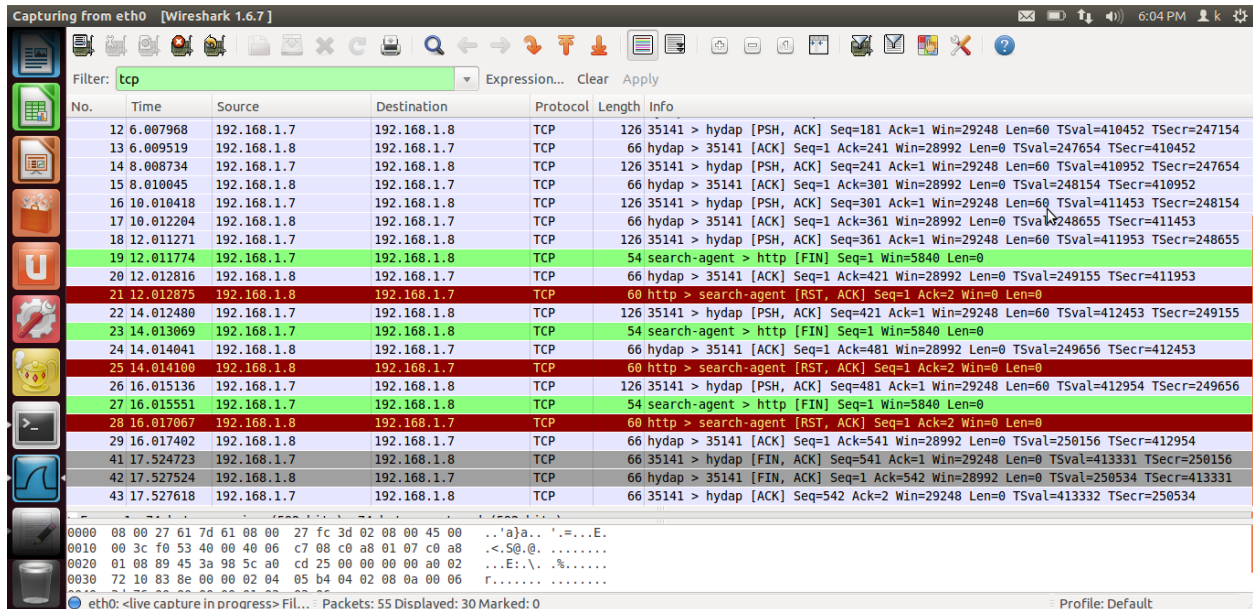 Capturing from eth0 [Wireshark 1.6.7 ]
6:04 PM k
Filter: tcp Expression... Clear Apply
No. Time Source Destination Protocol Length Info
12 6.007968 192.168.1.7 192.168.1.8 TCP 126 35141 > hydap [PSH, ACK] Seq=181 Ack=1 Win=29248 Len=60 TSval=410452 TSecr=247154
13 6.009519 192.168.1.8 192.168.1.7 TCP 66 hydap > 35141 [ACK] Seq=1 Ack=241 Win=28992 Len=0 TSval=247654 TSecr=410452
14 8.008734 192.168.1.7 192.168.1.8 TCP 126 35141 > hydap [PSH, ACK] Seq=241 Ack=1 Win=29248 Len=60 TSval=410952 TSecr=247654
15 8.010045 192.168.1.8 192.168.1.7 TCP 66 hydap > 35141 [ACK] Seq=1 Ack=301 Win=28992 Len=0 TSval=248154 TSecr=410952
16 10.010418 192.168.1.7 192.168.1.8 TCP 126 35141 > hydap [PSH, ACK] Seq=301 Ack=1 Win=29248 Len=60 TSval=411453 TSecr=248154
17 10.012204 192.168.1.8 192.168.1.7 TCP 66 hydap > 35141 [ACK] Seq=1 Ack=361 Win=28992 Len=0 TSval=248655 TSecr=411453
18 12.011271 192.168.1.7 192.168.1.8 TCP 126 35141 > hydap [PSH, ACK] Seq=361 Ack=1 Win=29248 Len=60 TSval=411953 TSecr=248655
19 12.011774 192.168.1.7 192.168.1.8 TCP 54 search-agent > http [FIN] Seq=1 Win=5840 Len=0
20 12.012816 192.168.1.8 192.168.1.7 TCP 66 hydap > 35141 [ACK] Seq=1 Ack=421 Win=28992 Len=0 TSval=249155 TSecr=411953
21 12.012875 192.168.1.8 192.168.1.7 TCP 60 http > search-agent [RST, ACK] Seq=1 Ack=2 Win=0 Len=0
22 14.012480 192.168.1.7 192.168.1.8 TCP 126 35141 > hydap [PSH, ACK] Seq=421 Ack=1 Win=29248 Len=60 TSval=412453 TSecr=249155
23 14.013069 192.168.1.7 192.168.1.8 TCP 54 search-agent > http [FIN] Seq=1 Win=5840 Len=0
24 14.014041 192.168.1.8 192.168.1.7 TCP 66 hydap > 35141 [ACK] Seq=1 Ack=481 Win=28992 Len=0 TSval=249656 TSecr=412453
25 14.014100 192.168.1.8 192.168.1.7 TCP 60 http > search-agent [RST, ACK] Seq=1 Ack=2 Win=0 Len=0
26 16.015136 192.168.1.7 192.168.1.8 TCP 126 35141 > hydap [PSH, ACK] Seq=481 Ack=1 Win=29248 Len=60 TSval=412954 TSecr=249656
27 16.015551 192.168.1.7 192.168.1.8 TCP 54 search-agent > http [FIN] Seq=1 Win=5840 Len=0
28 16.017067 192.168.1.8 192.168.1.7 TCP 60 http > search-agent [RST, ACK] Seq=1 Ack=2 Win=0 Len=0
29 16.017402 192.168.1.8 192.168.1.7 TCP 66 hydap > 35141 [ACK] Seq=1 Ack=541 Win=28992 Len=0 TSval=250156 TSecr=412954
41 17.524723 192.168.1.7 192.168.1.8 TCP 66 35141 > hydap [FIN, ACK] Seq=541 Ack=1 Win=29248 Len=0 TSval=413331 TSecr=250156
42 17.527524 192.168.1.8 192.168.1.7 TCP 66 hydap > 35141 [FIN, ACK] Seq=1 Ack=542 Win=28992 Len=0 TSval=250534 TSecr=413331
43 17.527618 192.168.1.7 192.168.1.8 TCP 66 35141 > hydap [ACK] Seq=542 Ack=2 Win=29248 Len=0 TSval=413332 TSecr=250534
0000 08 00 27 61 7d 61 08 00 27 fc 3d 02 08 00 45 00 ..'a}a.. '.=...E.
0010 00 3c f0 53 40 00 40 06 c7 08 c0 a8 01 07 c0 a8 .<.S@.@. ........
0020 01 08 89 45 3a 98 5c a0 cd 25 00 00 00 00 a0 02 ...E:.\. .%......
0030 72 10 83 8e 00 00 02 04 05 b4 04 02 08 0a 00 06 r....... ........
eth0: <live capture in progress> Fil... Packets: 55 Displayed: 30 Marked: 0 Profile: Default